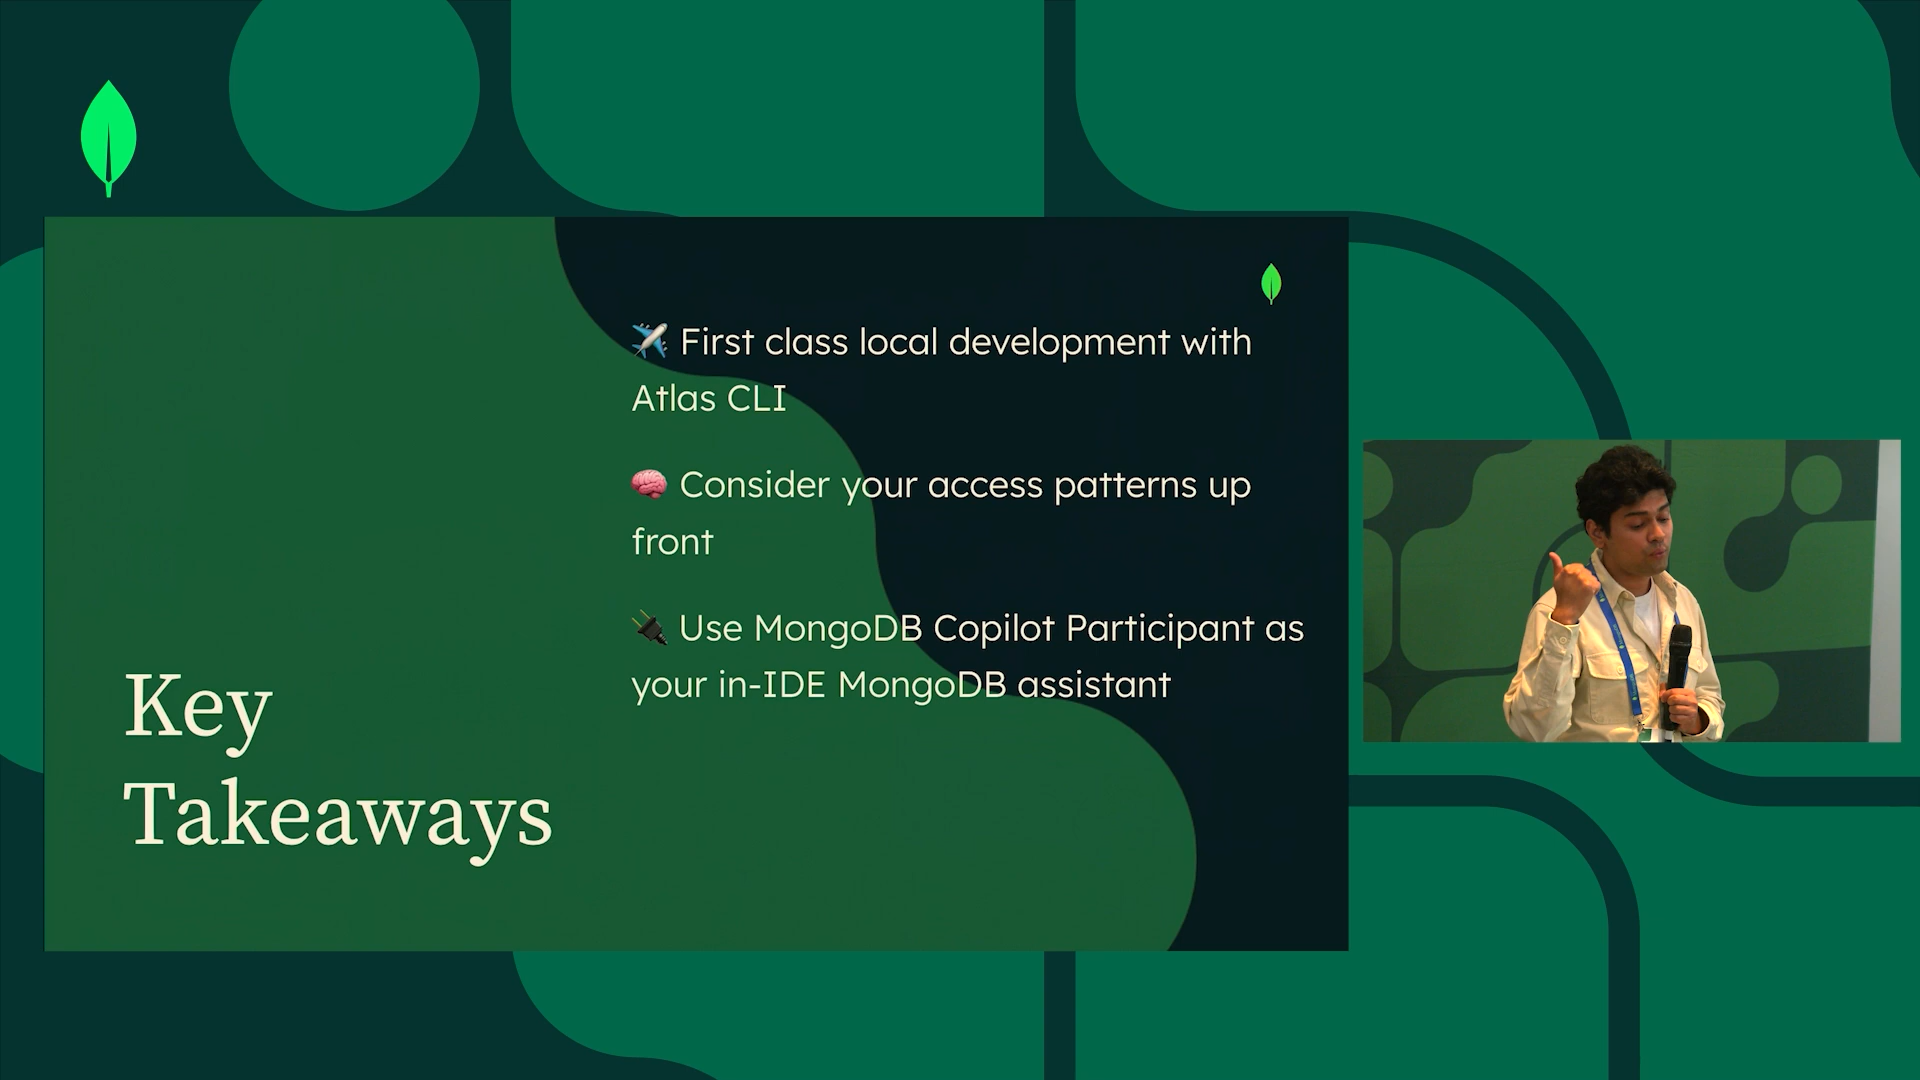 ✈️ First class local development with
Atlas CLI
🧠 Consider your access patterns up
front
🔌 Use MongoDB Copilot Participant as
your in-IDE MongoDB assistant
Key
Takeaways